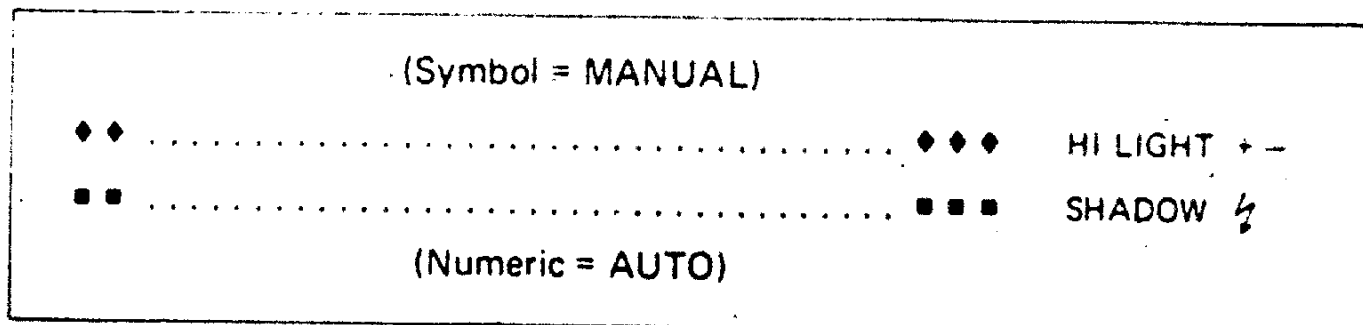 (Symbol = MANUAL)
♦ ♦ ..................................... ♦ ♦ ♦ HI LIGHT + −
■ ■ ..................................... ■ ■ ■ SHADOW ↯
(Numeric = AUTO)